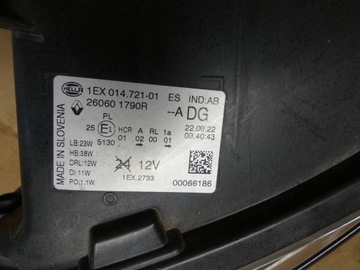 HELLA 1EX 014.721-01 ES IND:AB
26060 1790R --A DG
PL 22.09.22
25 E1 HCR A RL 1a 09:40:43
01 02 00 01
LB:23W 5130
HB:38W
DRL:12W 24 12V
DI:11W 1EX.2733
PO:1,1W 00066186
MADE IN SLOVENIA